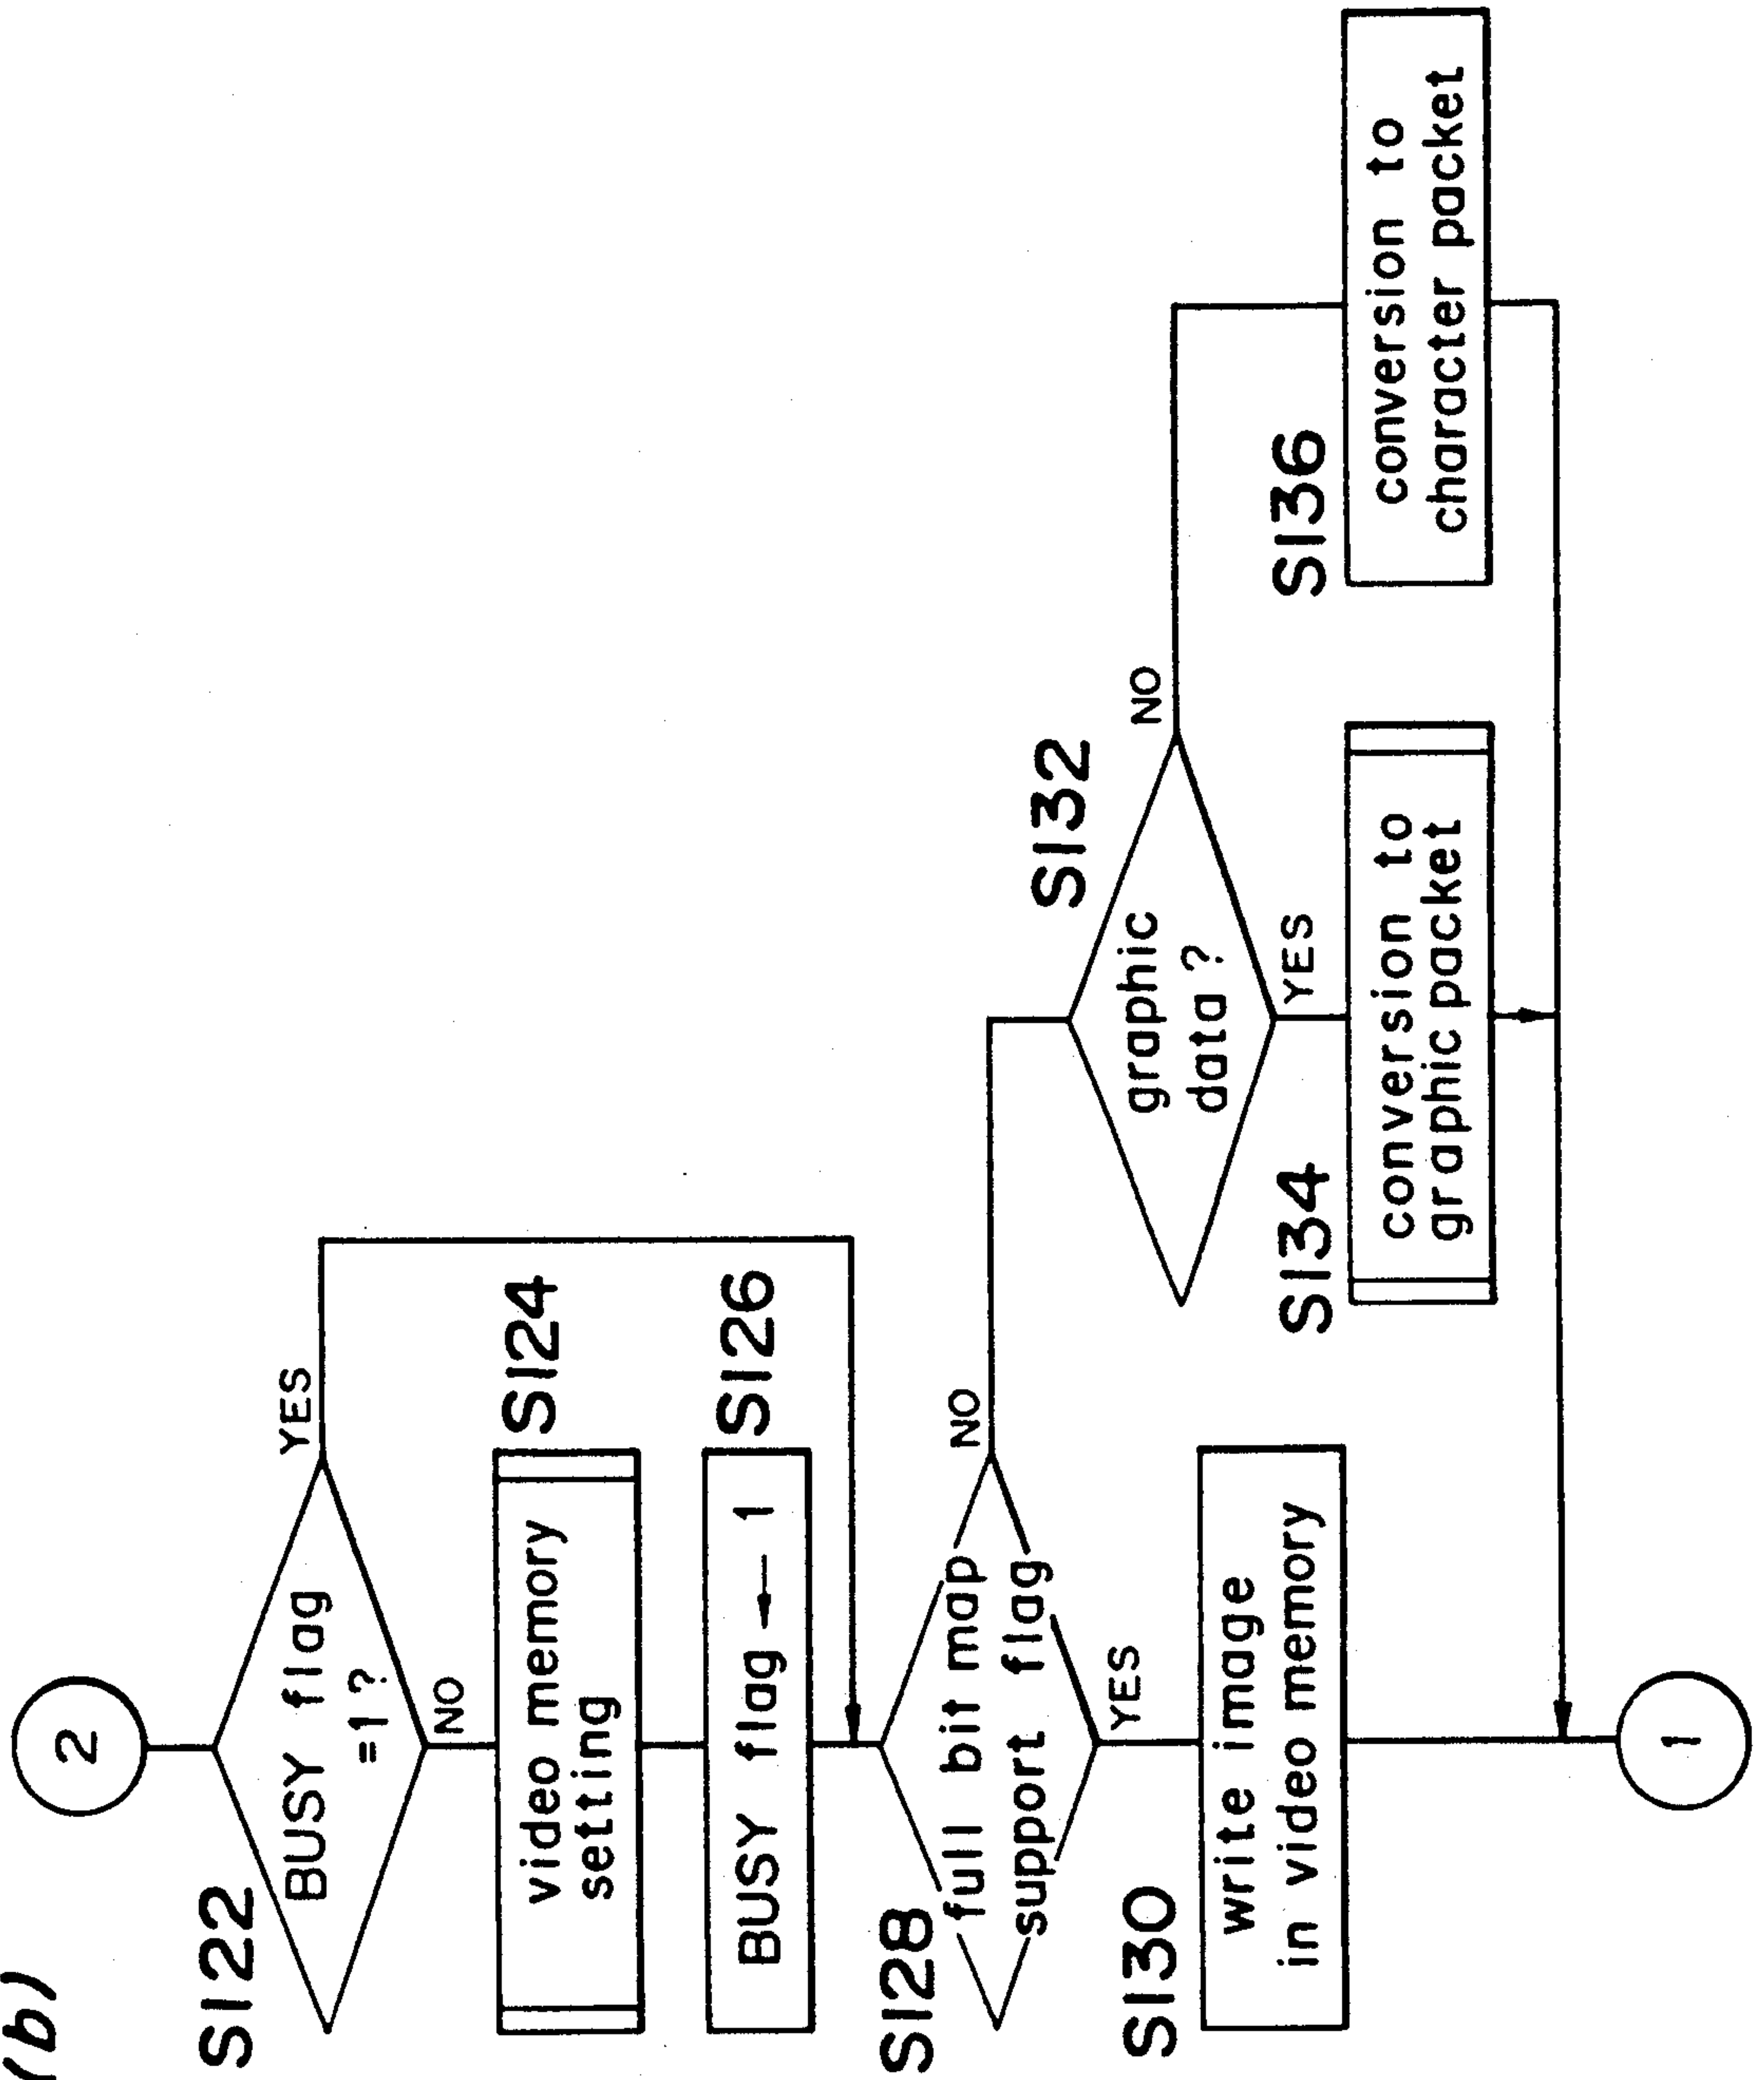 (b)
2
S122
BUSY flag
=1?
YES
NO
S124
video memory
setting
S126
BUSY flag ← 1
S128
full bit map
support flag
NO
YES
S130
write image
in video memory
S132
graphic
data ?
NO
YES
S134
conversion to
graphic packet
S136
conversion to
character packet
1